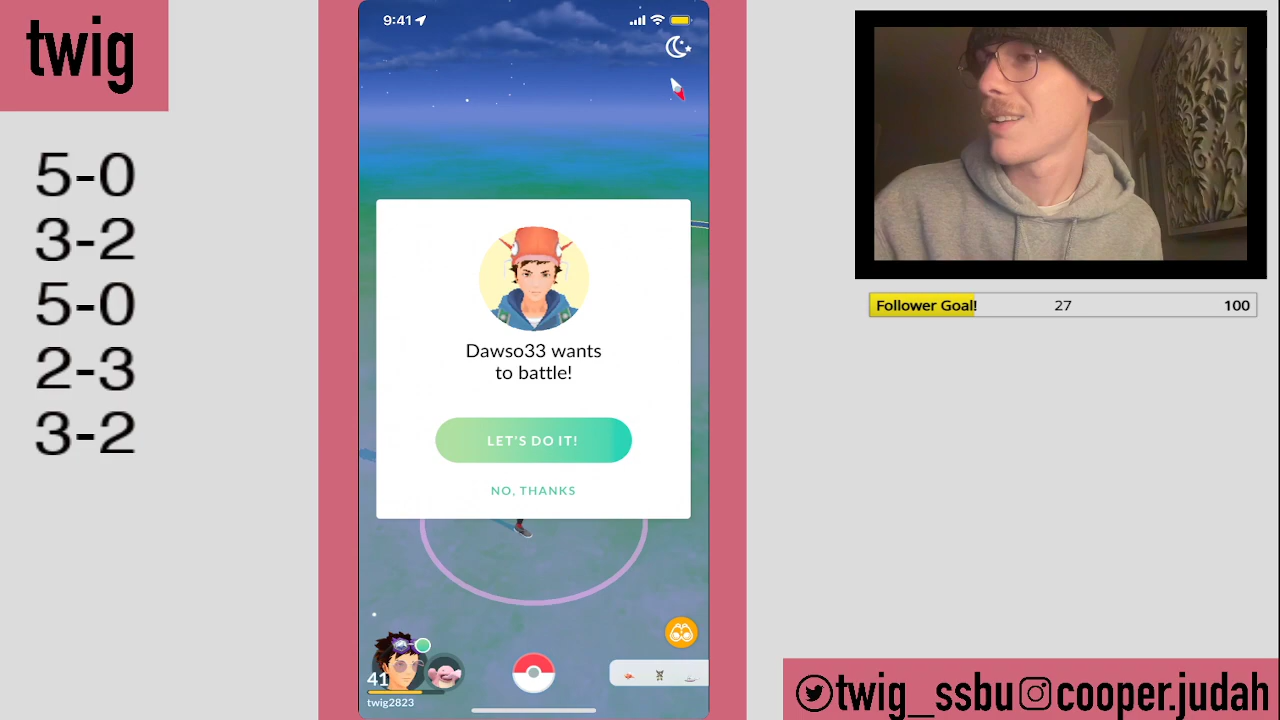 twig
5-0
3-2
5-0
2-3
3-2
9:41
Dawso33 wants
to battle!
LET'S DO IT!
NO, THANKS
41
twig2823
Follower Goal! 27 100
twig_ssbu cooper.judah